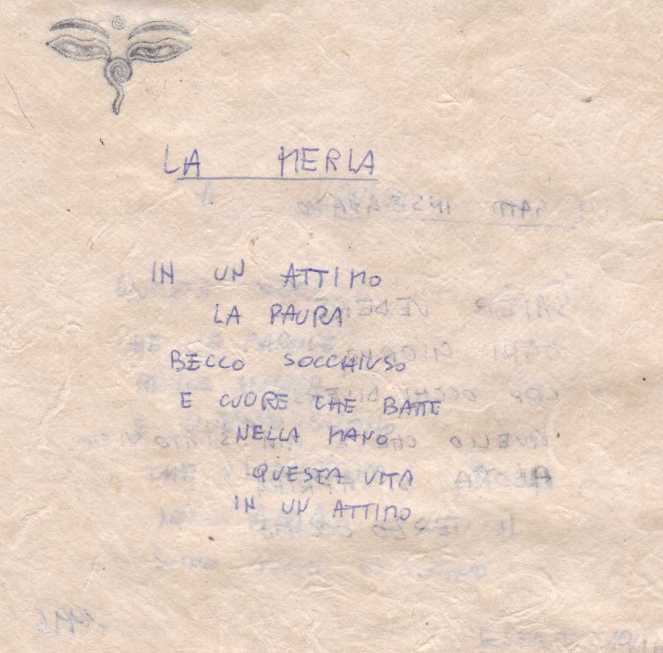 LA MERLA
IN UN ATTIMO
LA PAURA
BECCO SOCCHIUSO
E CUORE CHE BATTE
NELLA MANO
QUESTA VITA
IN UN ATTIMO